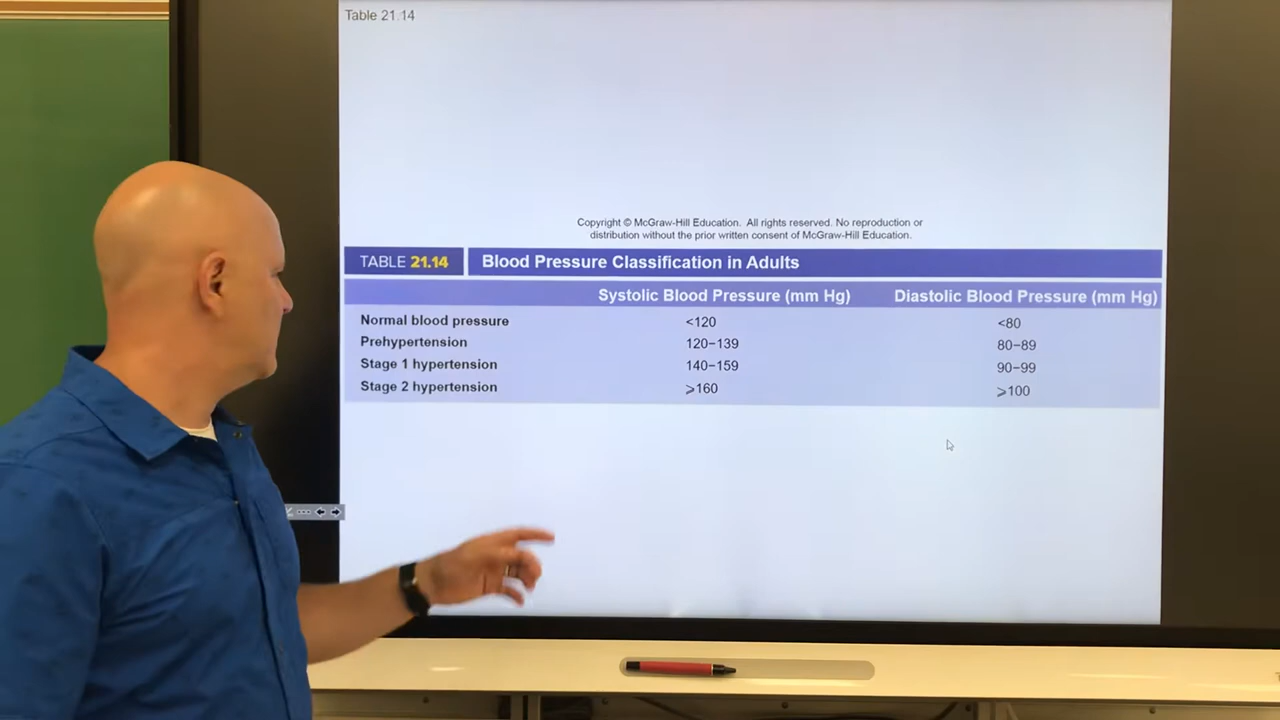 Table 21.14
Copyright © McGraw-Hill Education. All rights reserved. No reproduction or
distribution without the prior written consent of McGraw-Hill Education.
TABLE 21.14 Blood Pressure Classification in Adults
Systolic Blood Pressure (mm Hg) Diastolic Blood Pressure (mm Hg)
Normal blood pressure <120 <80
Prehypertension 120–139 80–89
Stage 1 hypertension 140–159 90–99
Stage 2 hypertension ⩾160 ⩾100